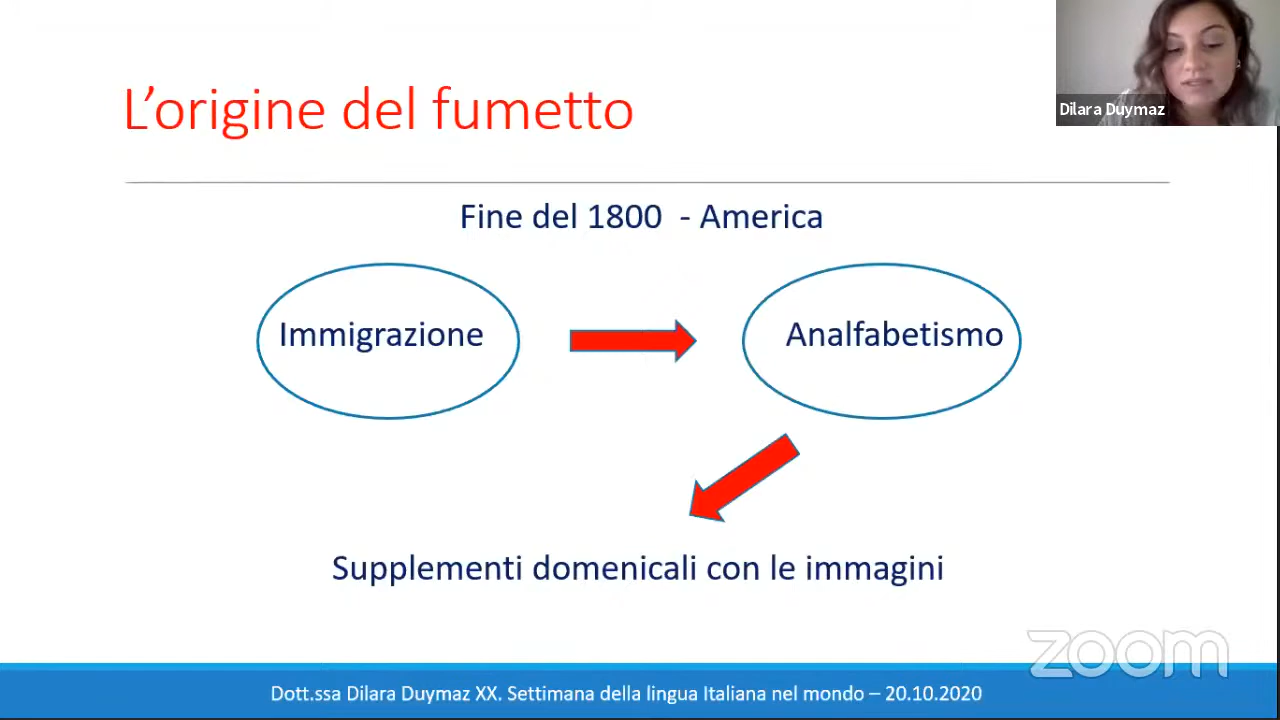 L’origine del fumetto
Dilara Duymaz
Fine del 1800 - America
Immigrazione
Analfabetismo
Supplementi domenicali con le immagini
zoom
Dott.ssa Dilara Duymaz XX. Settimana della lingua Italiana nel mondo – 20.10.2020